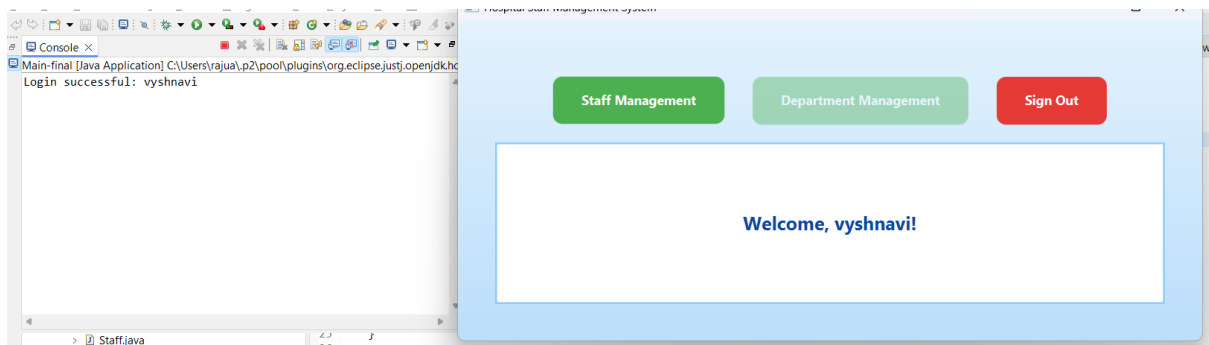 Console
Main-final [Java Application] C:\Users\rajua\.p2\pool\plugins\org.eclipse.justj.openjdk.ho
Login successful: vyshnavi
Staff.java
25 }
Hospital Staff Management System
Staff Management
Department Management
Sign Out
Welcome, vyshnavi!